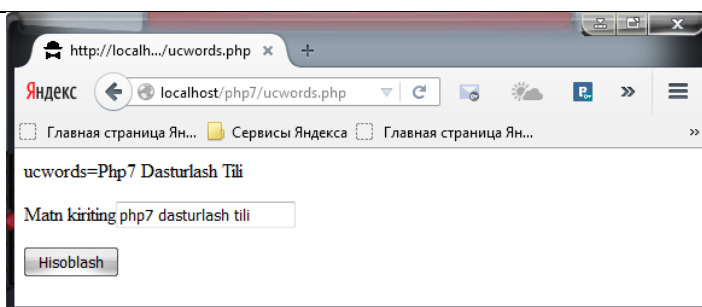 http://localh.../ucwords.php × +
Яндекс localhost/php7/ucwords.php
Главная страница Ян... Сервисы Яндекса Главная страница Ян... »
ucwords=Php7 Dasturlash Tili
Matn kiriting php7 dasturlash tili
Hisoblash